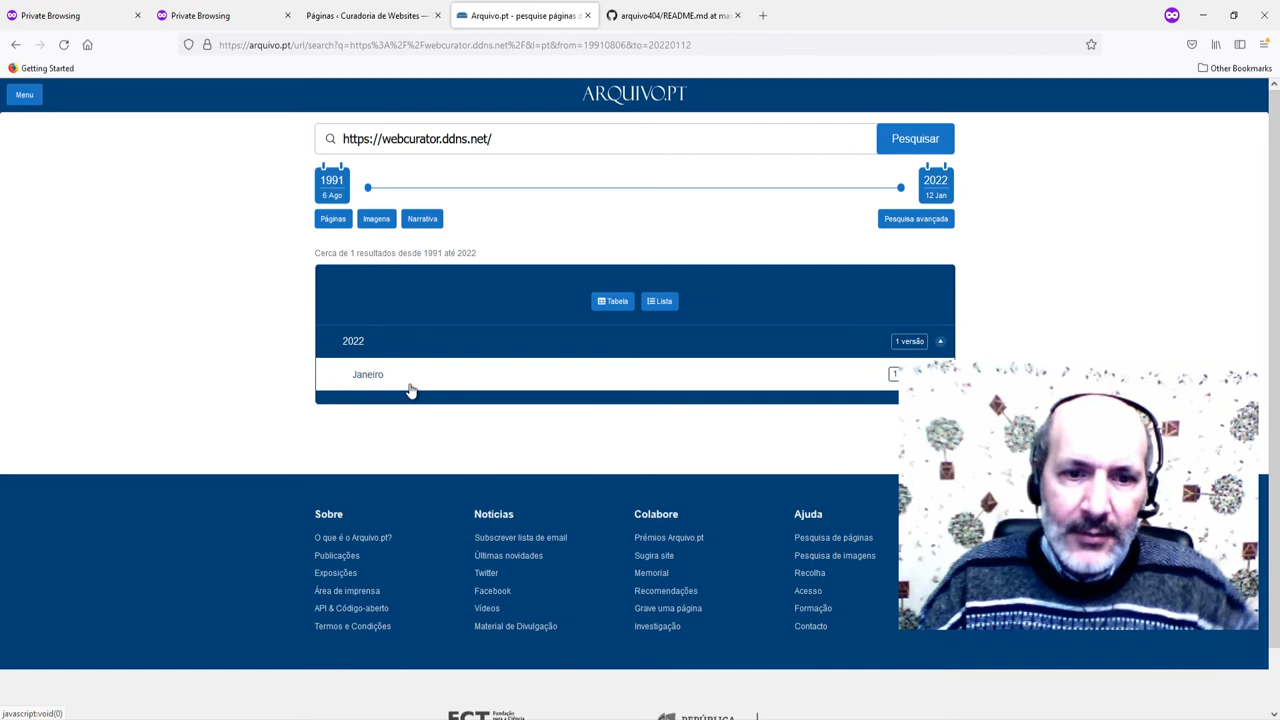 Private Browsing
Private Browsing
Páginas ‹ Curadoria de Websites —
Arquivo.pt - pesquise páginas d
arquivo404/README.md at ma
https://arquivo.pt/url/search?q=https%3A%2F%2Fwebcurator.ddns.net%2F&l=pt&from=19910806&to=20220112
Getting Started
Other Bookmarks
Menu
ARQUIVO.PT
https://webcurator.ddns.net/
Pesquisar
1991
6 Ago
2022
12 Jan
Páginas
Imagens
Narrativa
Pesquisa avançada
Cerca de 1 resultados desde 1991 até 2022
Tabela
Lista
2022
1 versão
Janeiro
1
Sobre
Notícias
Colabore
Ajuda
O que é o Arquivo.pt?
Subscrever lista de email
Prémios Arquivo.pt
Pesquisa de páginas
Publicações
Últimas novidades
Sugira site
Pesquisa de imagens
Exposições
Twitter
Memorial
Recolha
Área de imprensa
Facebook
Recomendações
Acesso
API & Código-aberto
Vídeos
Grave uma página
Formação
Termos e Condições
Material de Divulgação
Investigação
Contacto
javascript:void(0)
FCT Fundação
para a Ciência
REPÚBLICA